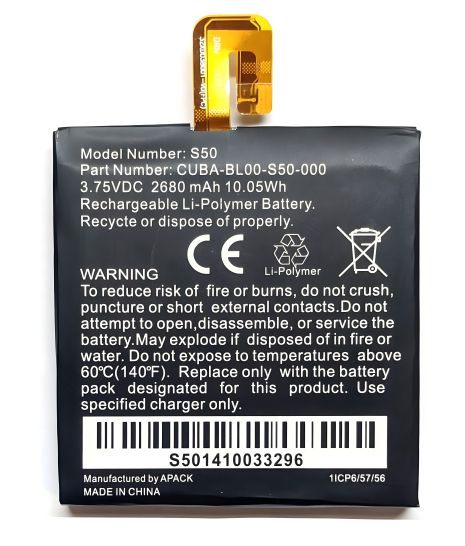 Model Number: S50
Part Number: CUBA-BL00-S50-000
3.75VDC 2680 mAh 10.05Wh
Rechargeable Li-Polymer Battery.
Recycte or dispose of properly.
CE
Li-Polymer
WARNING
To reduce risk of fire or burns, do not crush,
puncture or short external contacts.Do not
attempt to open,disassemble, or service the
battery.May explode if disposed of in fire or
water. Do not expose to temperatures above
60℃(140℉). Replace only with the battery
pack designated for this product. Use
specified charger only.
S501410033296
Manufactured by APACK
1ICP6/57/56
MADE IN CHINA